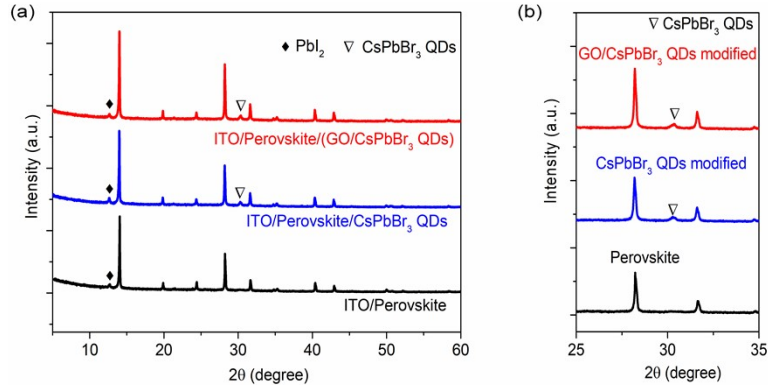 (a)
Intensity (a.u.)
♦ PbI₂ ▽ CsPbBr₃ QDs
♦
▽
ITO/Perovskite/(GO/CsPbBr₃ QDs)
♦
▽
ITO/Perovskite/CsPbBr₃ QDs
♦
ITO/Perovskite
10 20 30 40 50 60
2θ (degree)
(b)
Intensity (a.u.)
▽ CsPbBr₃ QDs
GO/CsPbBr₃ QDs modified
▽
CsPbBr₃ QDs modified
▽
Perovskite
25 30 35
2θ (degree)